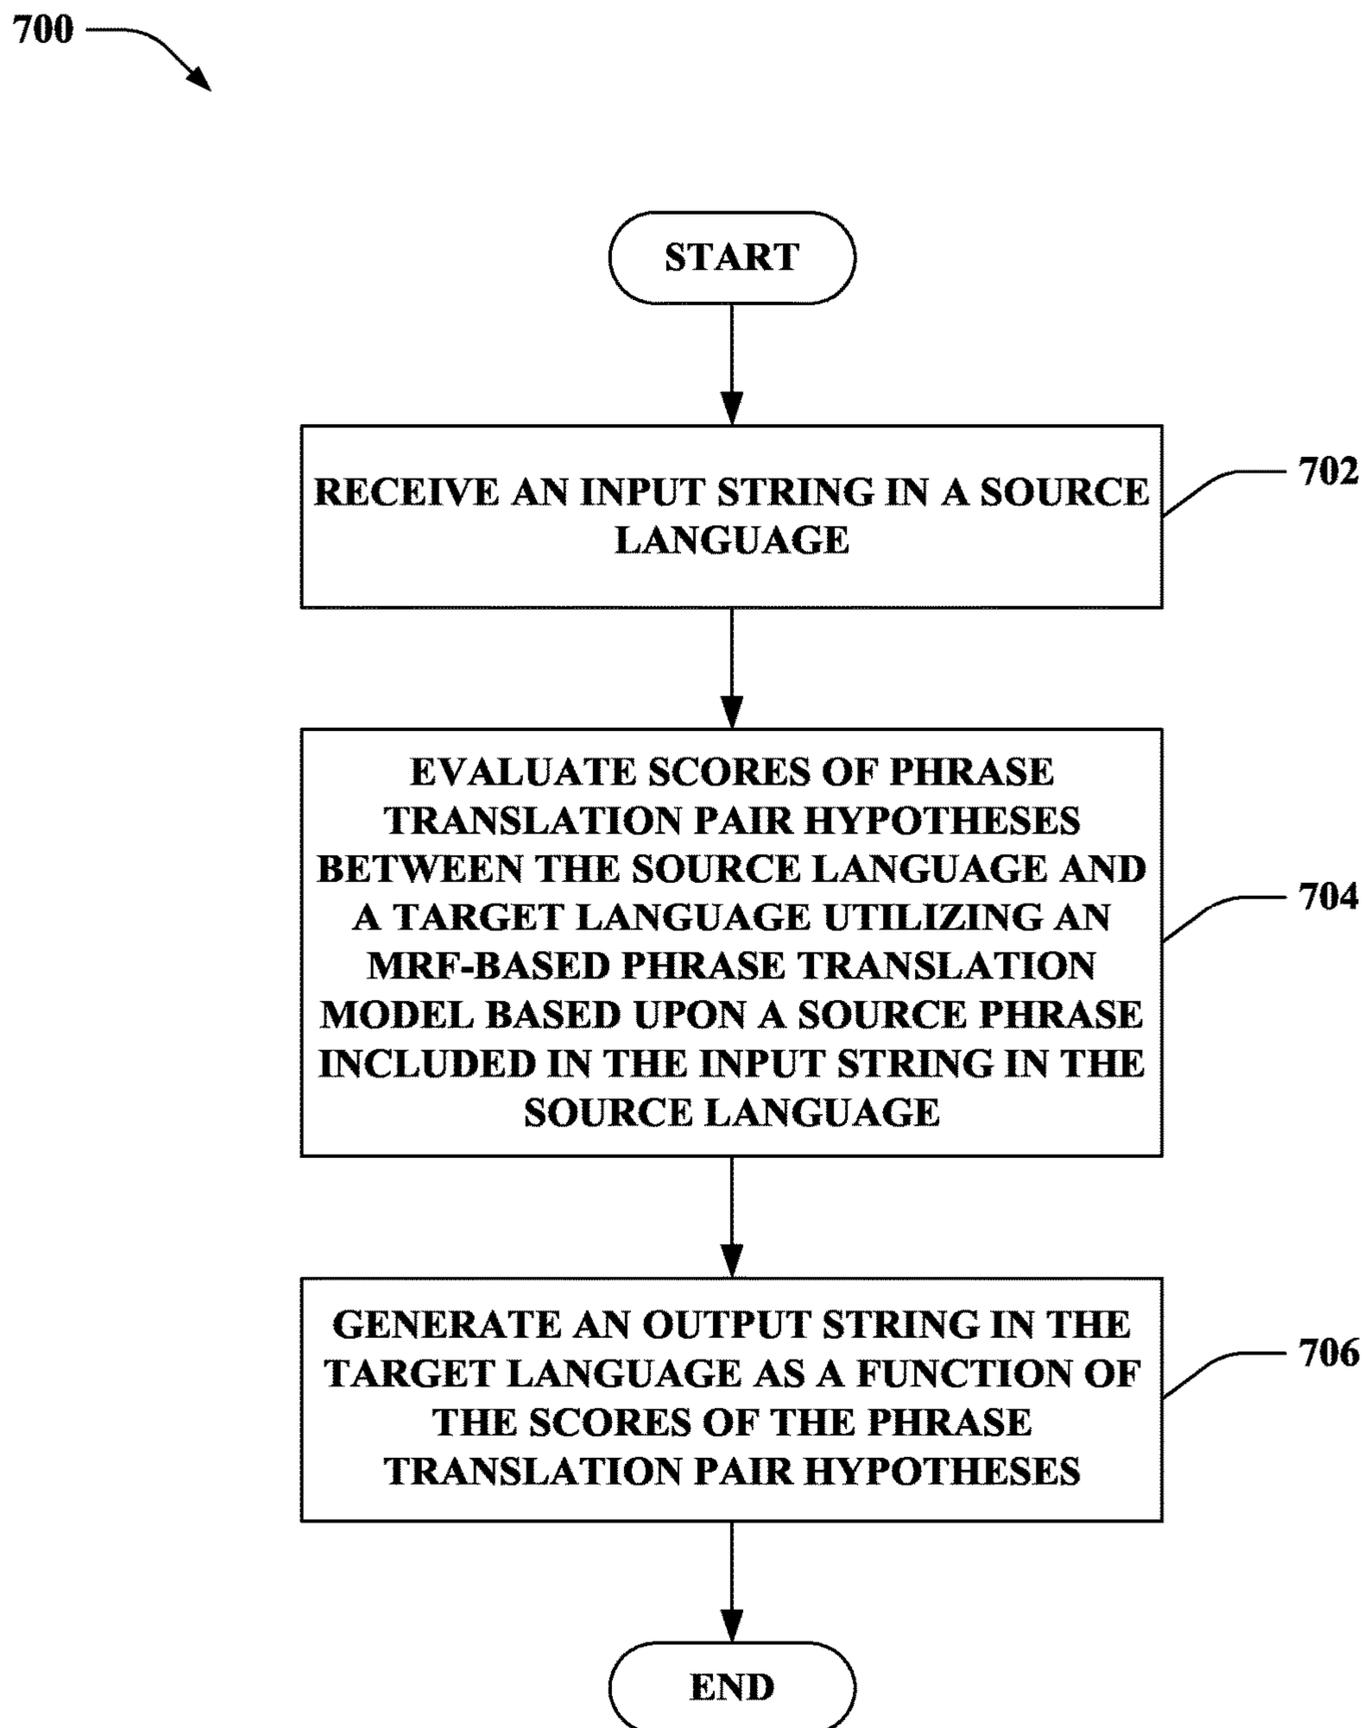 700
START
RECEIVE AN INPUT STRING IN A SOURCE
LANGUAGE
702
EVALUATE SCORES OF PHRASE
TRANSLATION PAIR HYPOTHESES
BETWEEN THE SOURCE LANGUAGE AND
A TARGET LANGUAGE UTILIZING AN
MRF-BASED PHRASE TRANSLATION
MODEL BASED UPON A SOURCE PHRASE
INCLUDED IN THE INPUT STRING IN THE
SOURCE LANGUAGE
704
GENERATE AN OUTPUT STRING IN THE
TARGET LANGUAGE AS A FUNCTION OF
THE SCORES OF THE PHRASE
TRANSLATION PAIR HYPOTHESES
706
END